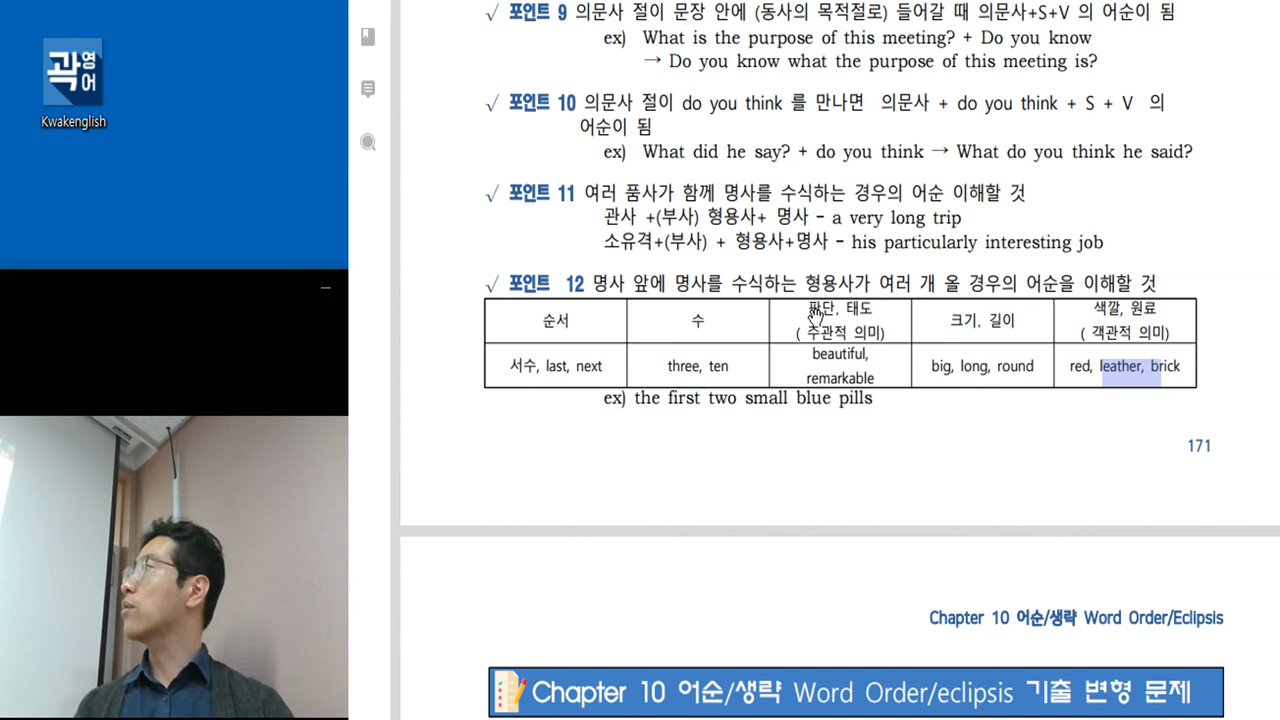 곽영어
Kwakenglish
√ 포인트 9 의문사 절이 문장 안에 (동사의 목적절로) 들어갈 때 의문사+S+V 의 어순이 됨
ex) What is the purpose of this meeting? + Do you know
→ Do you know what the purpose of this meeting is?
√ 포인트 10 의문사 절이 do you think 를 만나면 의문사 + do you think + S + V 의
어순이 됨
ex) What did he say? + do you think → What do you think he said?
√ 포인트 11 여러 품사가 함께 명사를 수식하는 경우의 어순 이해할 것
관사 +(부사) 형용사+ 명사 – a very long trip
소유격+(부사) + 형용사+명사 – his particularly interesting job
√ 포인트 12 명사 앞에 명사를 수식하는 형용사가 여러 개 올 경우의 어순을 이해할 것
순서 수 판단, 태도 ( 주관적 의미) 크기, 길이 색깔, 원료 ( 객관적 의미)
서수, last, next three, ten beautiful, remarkable big, long, round red, leather, brick
ex) the first two small blue pills
171
Chapter 10 어순/생략 Word Order/Eclipsis
Chapter 10 어순/생략 Word Order/eclipsis 기출 변형 문제